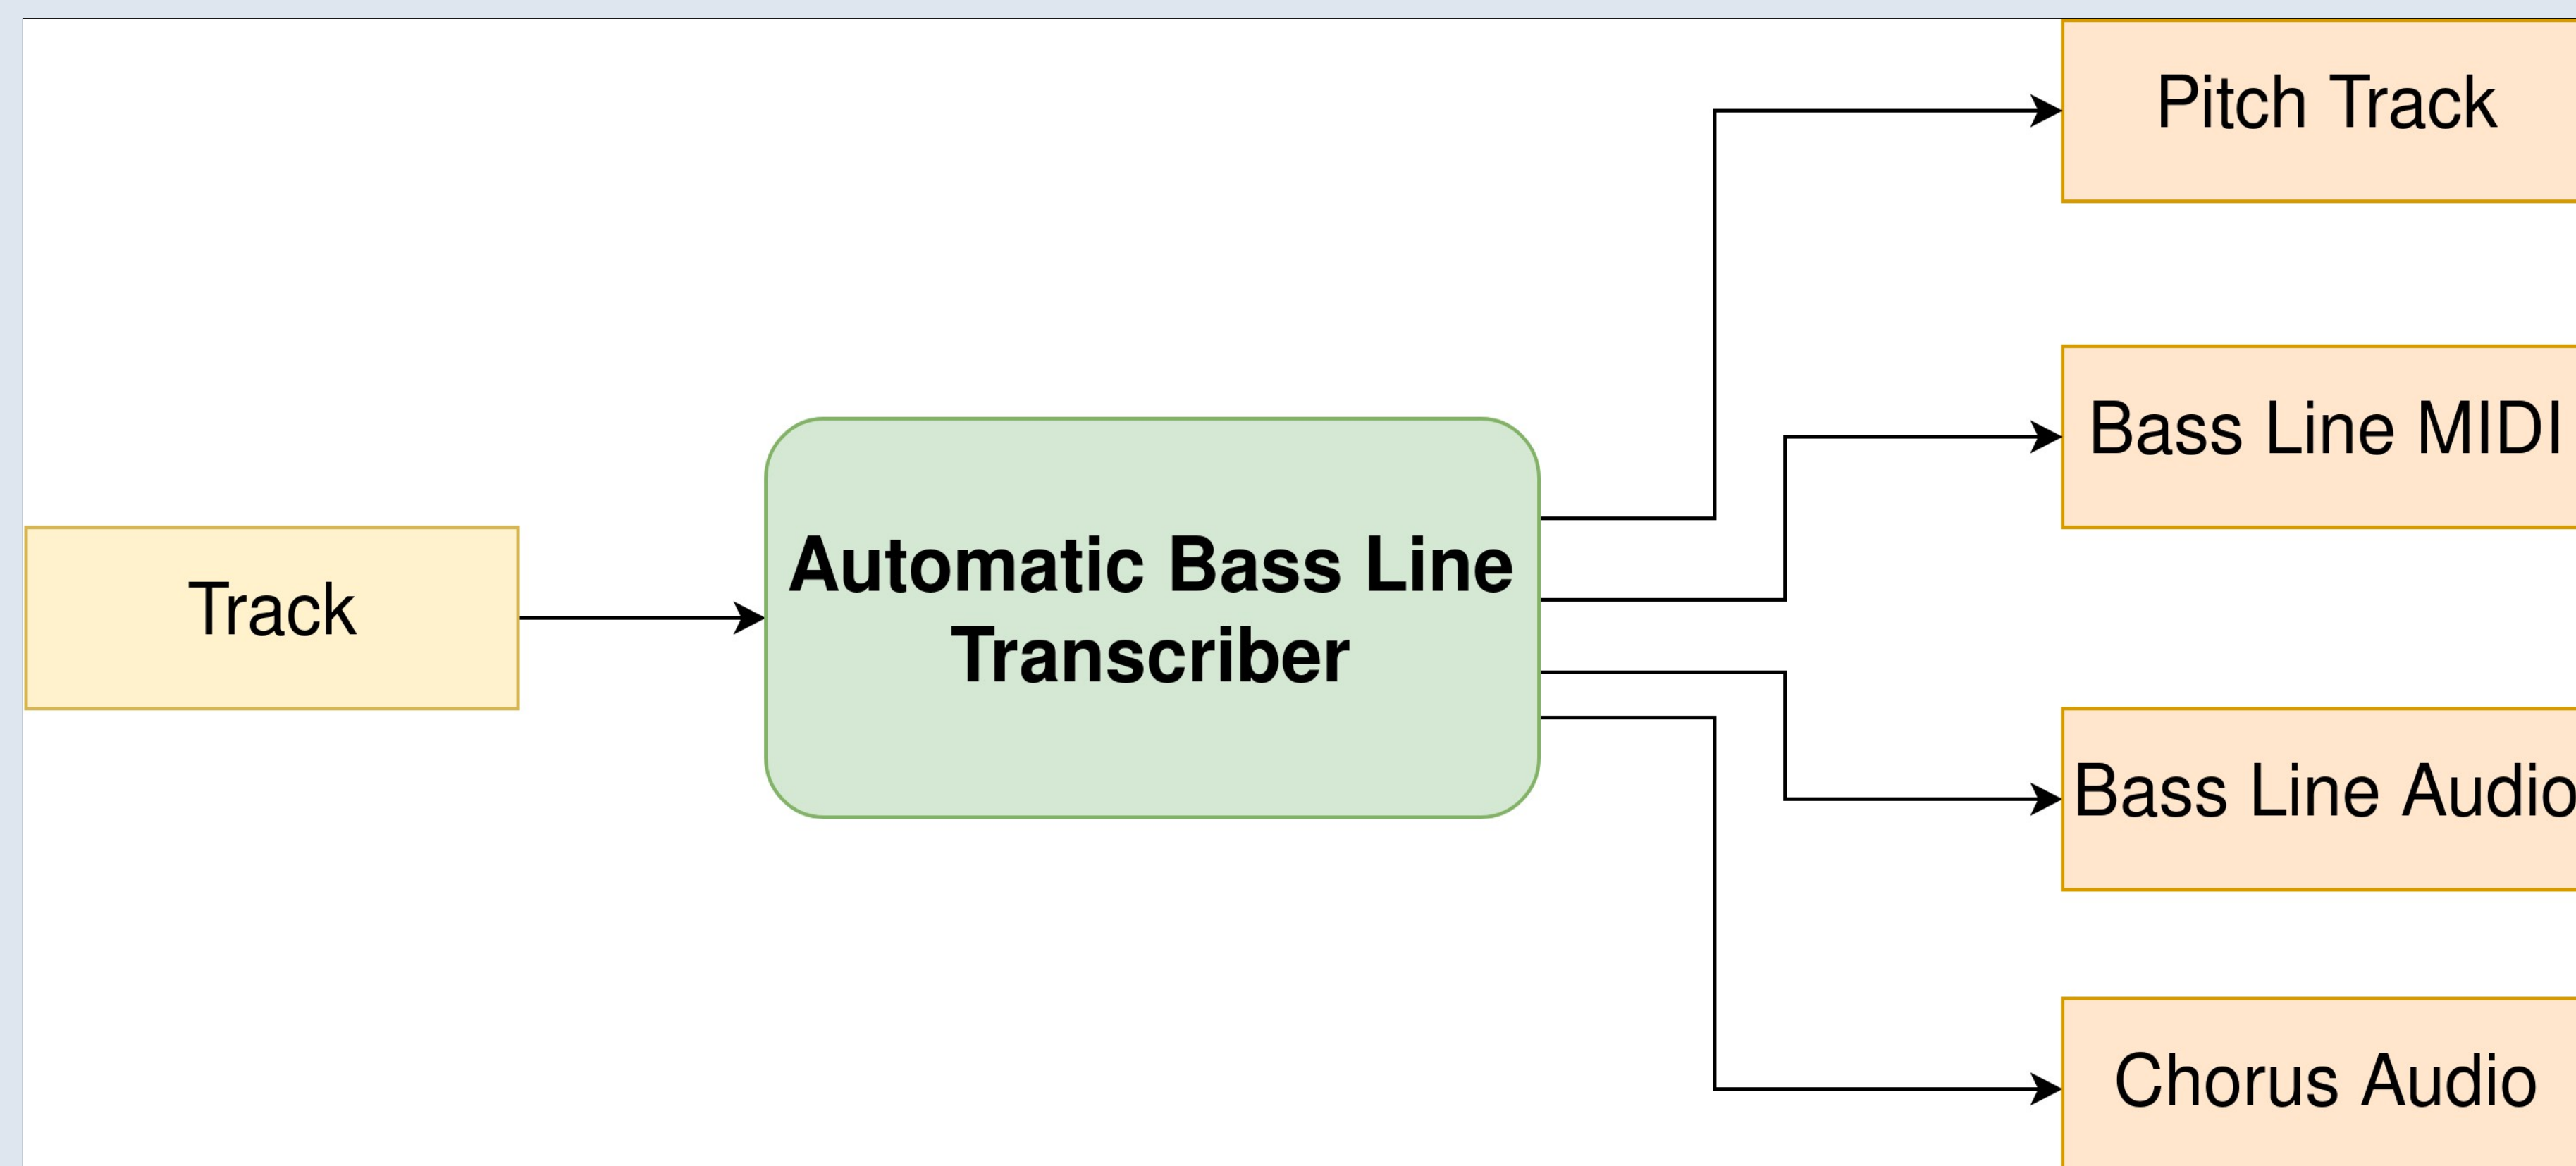 Pitch Track
Bass Line MIDI
Track
Automatic Bass Line
Transcriber
Bass Line Audio
Chorus Audio